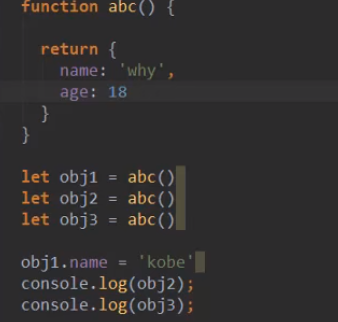 function abc() {
return {
name: 'why',
age: 18
}
}
let obj1 = abc()
let obj2 = abc()
let obj3 = abc()
obj1.name = 'kobe'
console.log(obj2);
console.log(obj3);